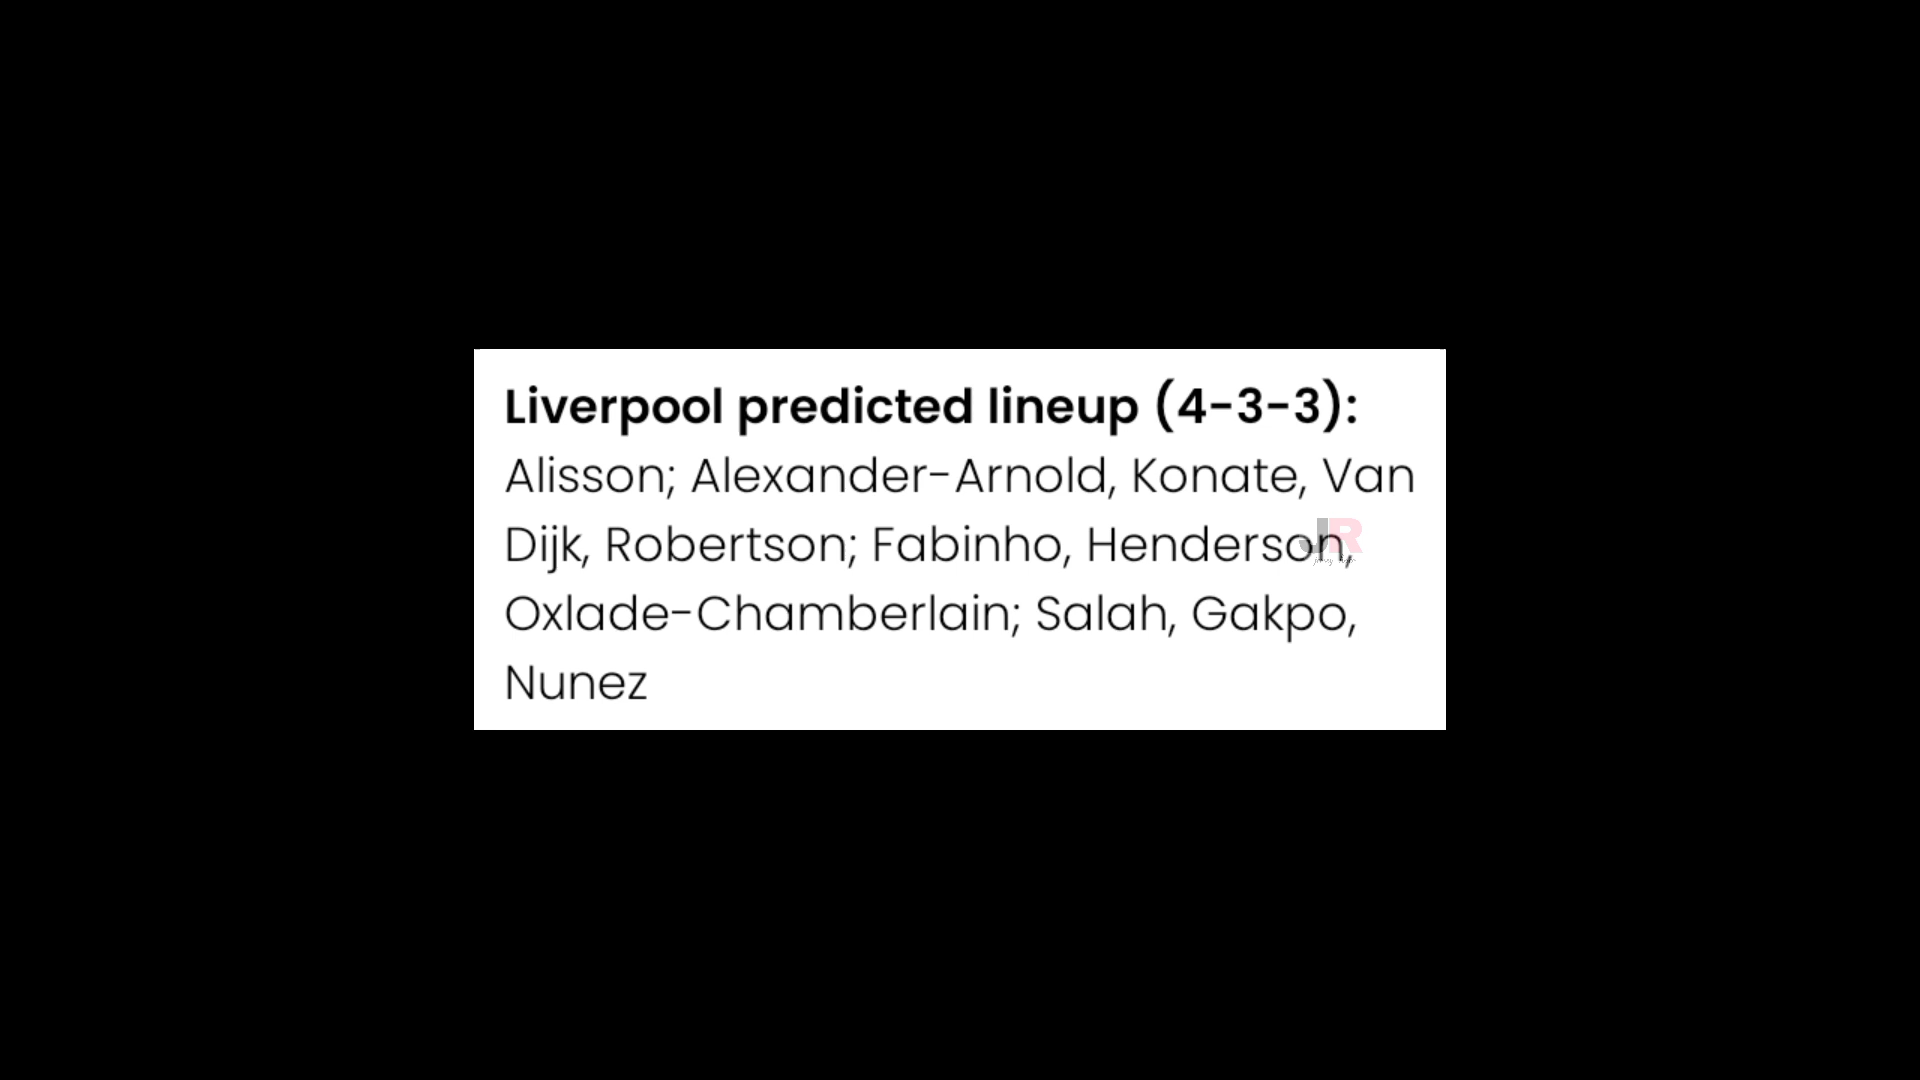 Liverpool predicted lineup (4-3-3):
Alisson; Alexander-Arnold, Konate, Van
Dijk, Robertson; Fabinho, Henderson,
JR
Oxlade-Chamberlain; Salah, Gakpo,
Nunez